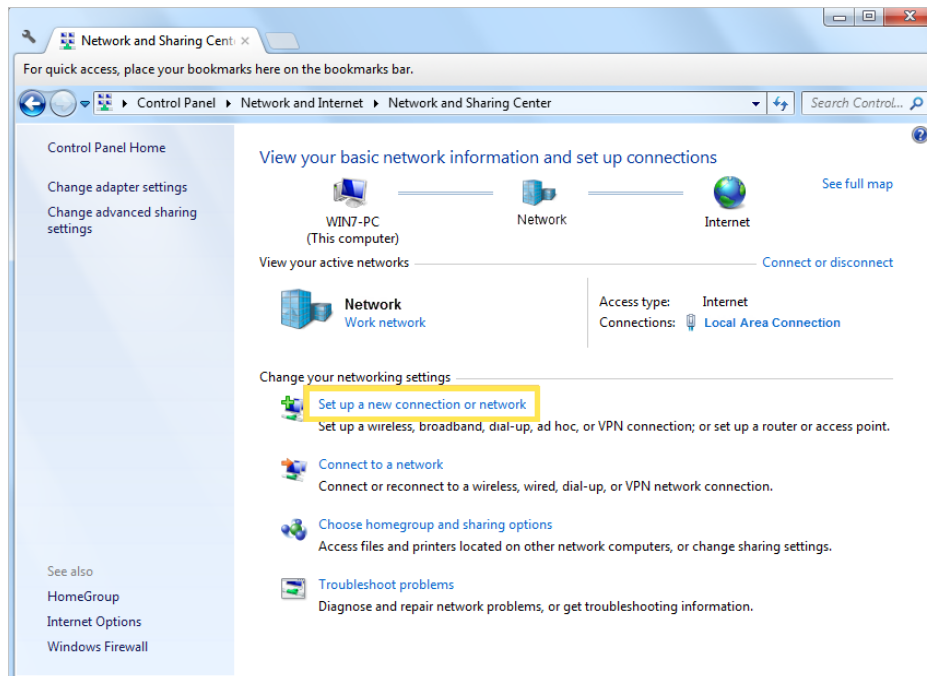 Network and Sharing Cent
For quick access, place your bookmarks here on the bookmarks bar.
Control Panel Network and Internet Network and Sharing Center
Search Control...
Control Panel Home
Change adapter settings
Change advanced sharing
settings
View your basic network information and set up connections
See full map
WIN7-PC
(This computer)
Network
Internet
View your active networks
Connect or disconnect
Network
Work network
Access type: Internet
Connections: Local Area Connection
Change your networking settings
Set up a new connection or network
Set up a wireless, broadband, dial-up, ad hoc, or VPN connection; or set up a router or access point.
Connect to a network
Connect or reconnect to a wireless, wired, dial-up, or VPN network connection.
Choose homegroup and sharing options
Access files and printers located on other network computers, or change sharing settings.
Troubleshoot problems
Diagnose and repair network problems, or get troubleshooting information.
See also
HomeGroup
Internet Options
Windows Firewall